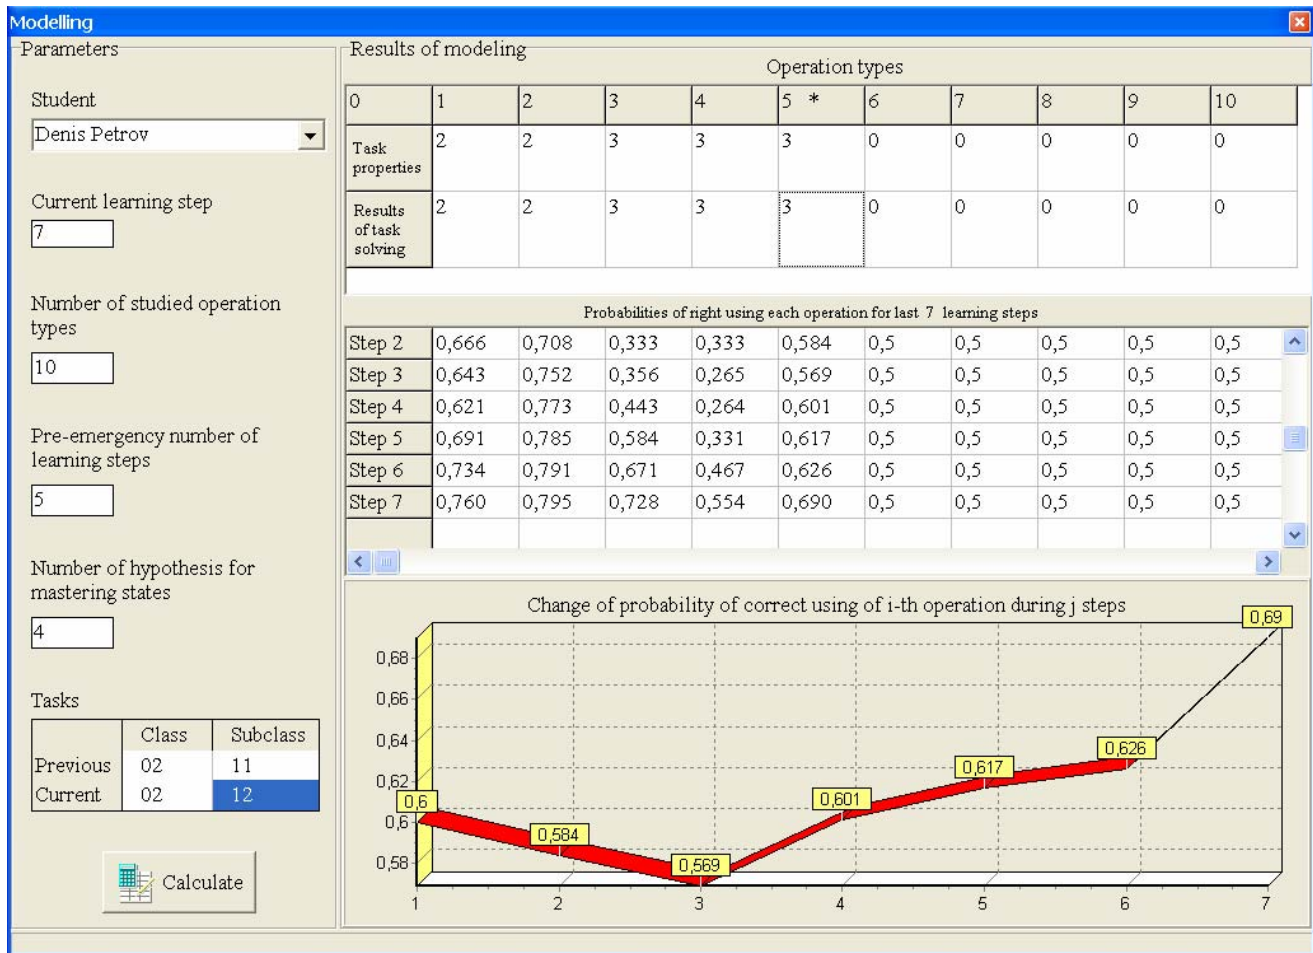 Modelling
Parameters
Student
Denis Petrov
Current learning step
7
Number of studied operation
types
10
Pre-emergency number of
learning steps
5
Number of hypothesis for
mastering states
4
Tasks
Class Subclass
Previous 02 11
Current 02 12
Calculate
Results of modeling
Operation types
0 1 2 3 4 5 * 6 7 8 9 10
Task
properties
2 2 3 3 3 0 0 0 0 0
Results
of task
solving
2 2 3 3 3 0 0 0 0 0
Probabilities of right using each operation for last 7 learning steps
Step 2 0,666 0,708 0,333 0,333 0,584 0,5 0,5 0,5 0,5 0,5
Step 3 0,643 0,752 0,356 0,265 0,569 0,5 0,5 0,5 0,5 0,5
Step 4 0,621 0,773 0,443 0,264 0,601 0,5 0,5 0,5 0,5 0,5
Step 5 0,691 0,785 0,584 0,331 0,617 0,5 0,5 0,5 0,5 0,5
Step 6 0,734 0,791 0,671 0,467 0,626 0,5 0,5 0,5 0,5 0,5
Step 7 0,760 0,795 0,728 0,554 0,690 0,5 0,5 0,5 0,5 0,5
Change of probability of correct using of i-th operation during j steps
0,68
0,66
0,64
0,62
0,6
0,58
0,6
0,584
0,569
0,601
0,617
0,626
0,69
1 2 3 4 5 6 7